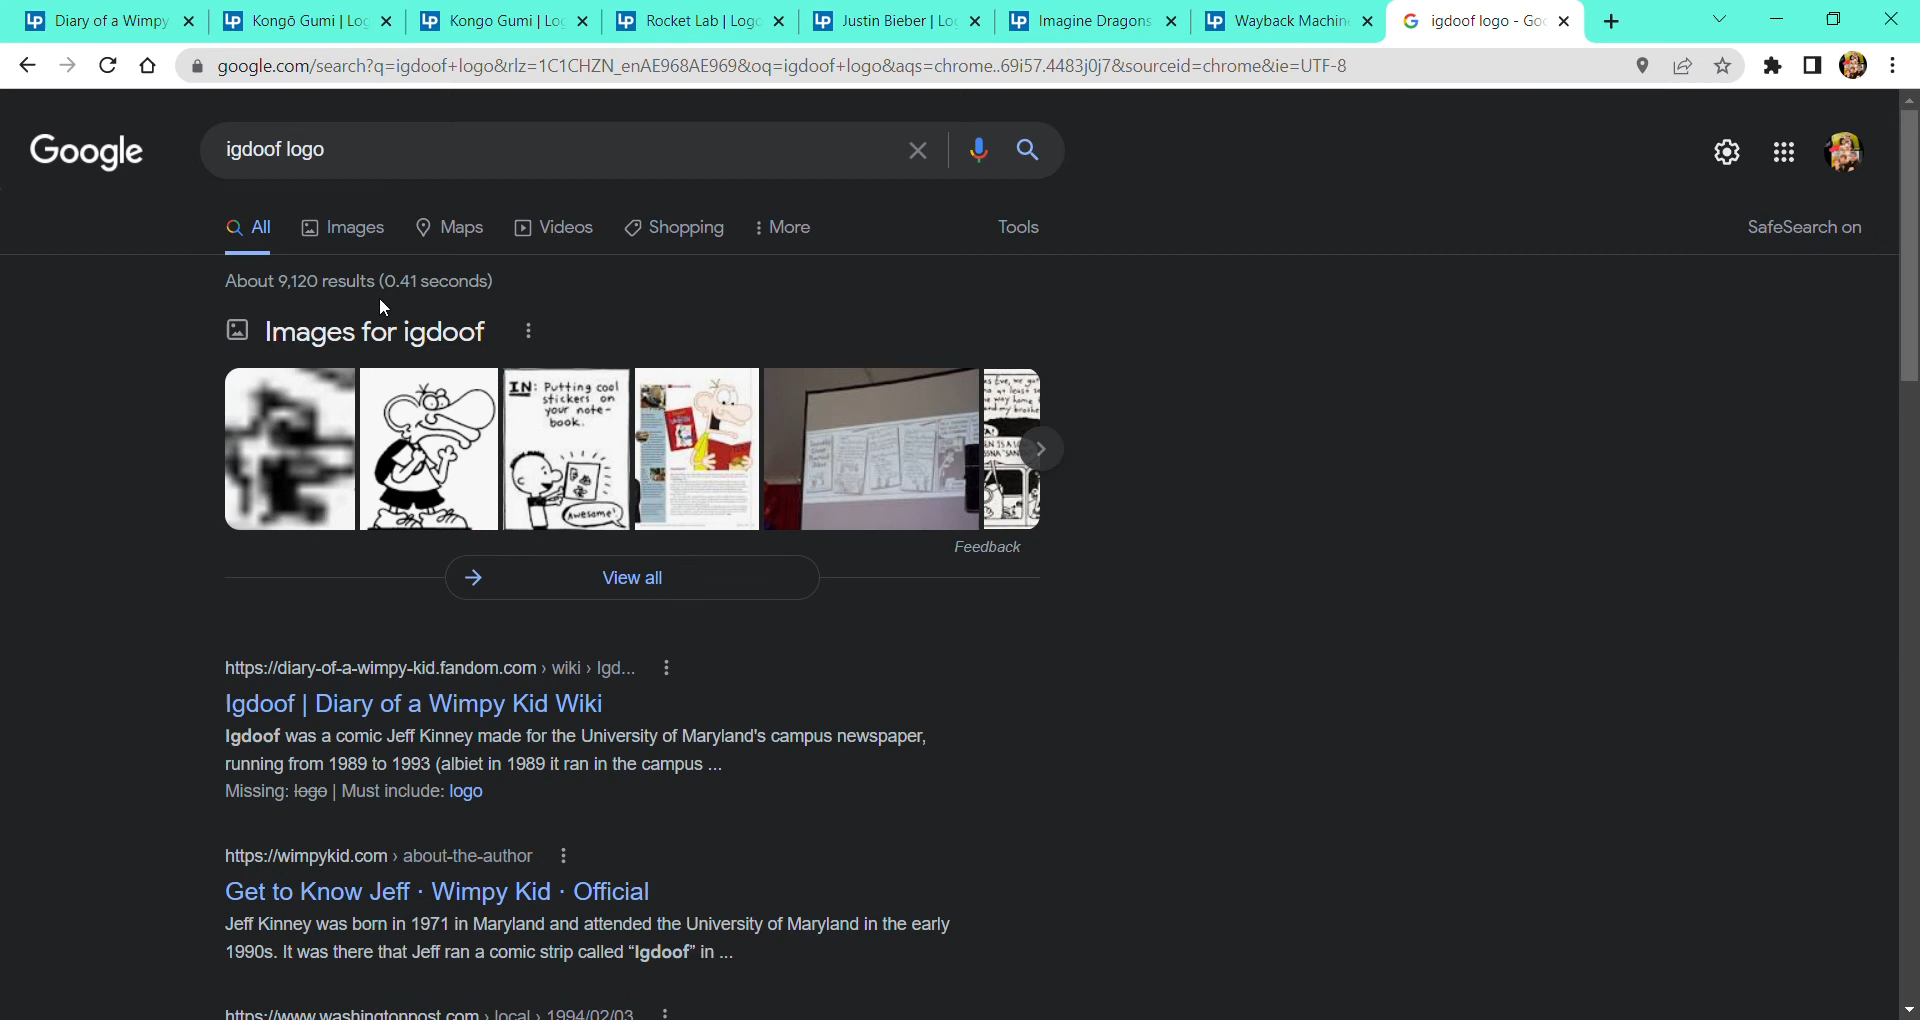 Diary of a Wimpy
Kongō Gumi | Log
Kongo Gumi | Lo
Rocket Lab | Logo
Justin Bieber | Lo
Imagine Dragons
Wayback Machin
igdoof logo - Goo
google.com/search?q=igdoof+logo&rlz=1C1CHZN_enAE968AE969&oq=igdoof+logo&aqs=chrome..69i57.4483j0j7&sourceid=chrome&ie=UTF-8
Google
igdoof logo
All
Images
Maps
Videos
Shopping
More
Tools
SafeSearch on
About 9,120 results (0.41 seconds)
Images for igdoof
IN: Putting cool
stickers on
your note-
book.
Awesome!
Feedback
View all
https://diary-of-a-wimpy-kid.fandom.com › wiki › Igd...
Igdoof | Diary of a Wimpy Kid Wiki
Igdoof was a comic Jeff Kinney made for the University of Maryland's campus newspaper,
running from 1989 to 1993 (albiet in 1989 it ran in the campus ...
Missing: logo | Must include: logo
https://wimpykid.com › about-the-author
Get to Know Jeff · Wimpy Kid · Official
Jeff Kinney was born in 1971 in Maryland and attended the University of Maryland in the early
1990s. It was there that Jeff ran a comic strip called “Igdoof” in ...
https://www.washingtonpost.com › local › 1994/02/03